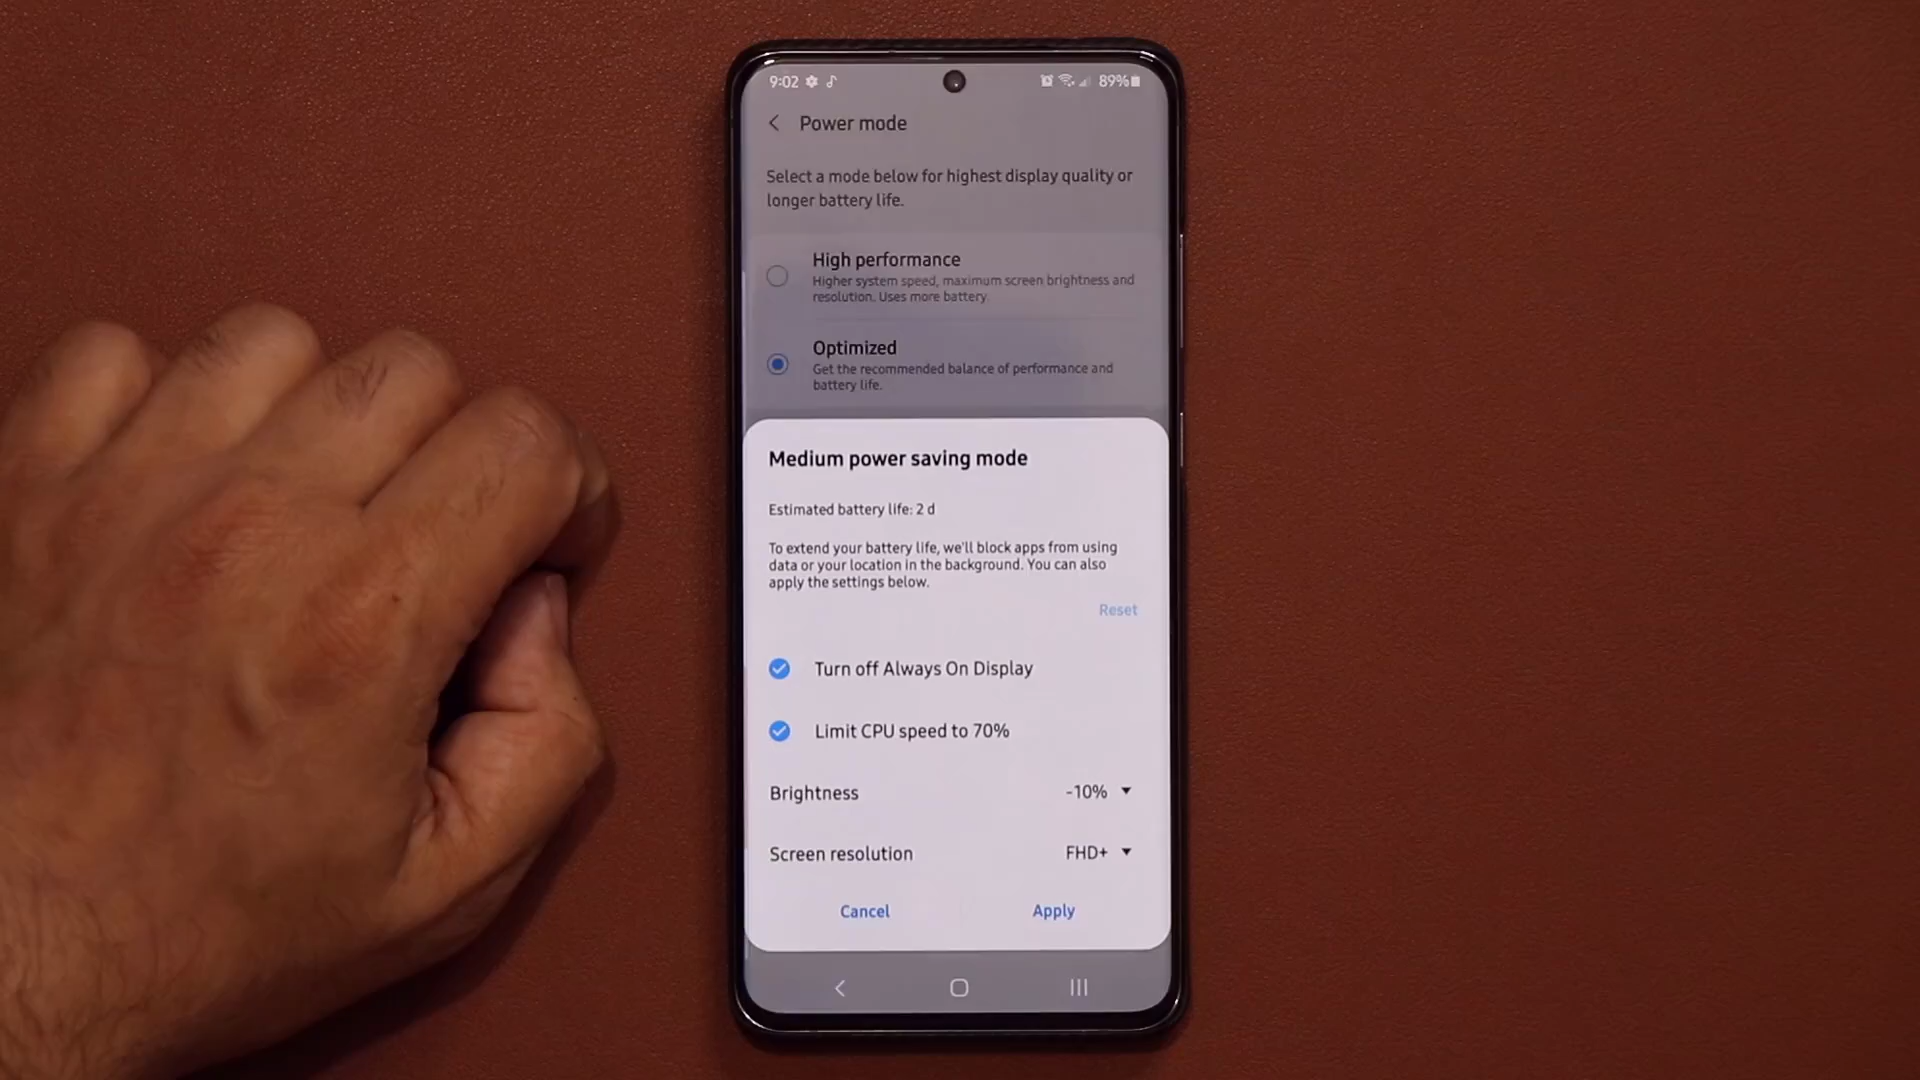 9:02 89%
Power mode
Select a mode below for highest display quality or
longer battery life.
High performance
Higher system speed, maximum screen brightness and
resolution. Uses more battery.
Optimized
Get the recommended balance of performance and
battery life.
Medium power saving mode
Estimated battery life: 2 d
To extend your battery life, we'll block apps from using
data or your location in the background. You can also
apply the settings below.
Reset
Turn off Always On Display
Limit CPU speed to 70%
Brightness -10%
Screen resolution FHD+
Cancel Apply